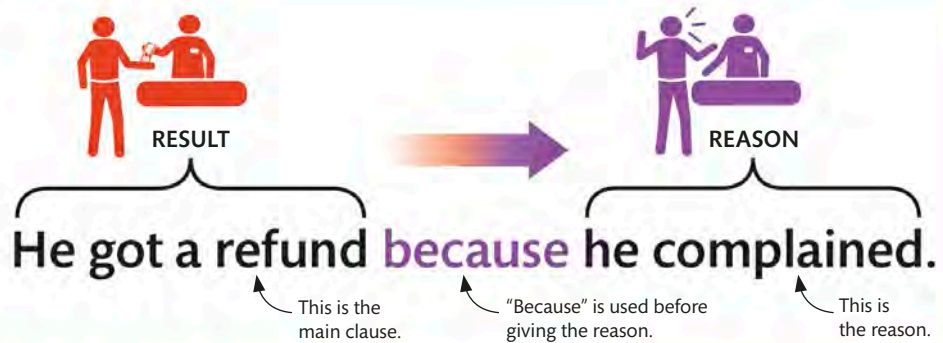 RESULT
REASON
He got a refund because he complained.
This is the
main clause.
“Because” is used before
giving the reason.
This is
the reason.